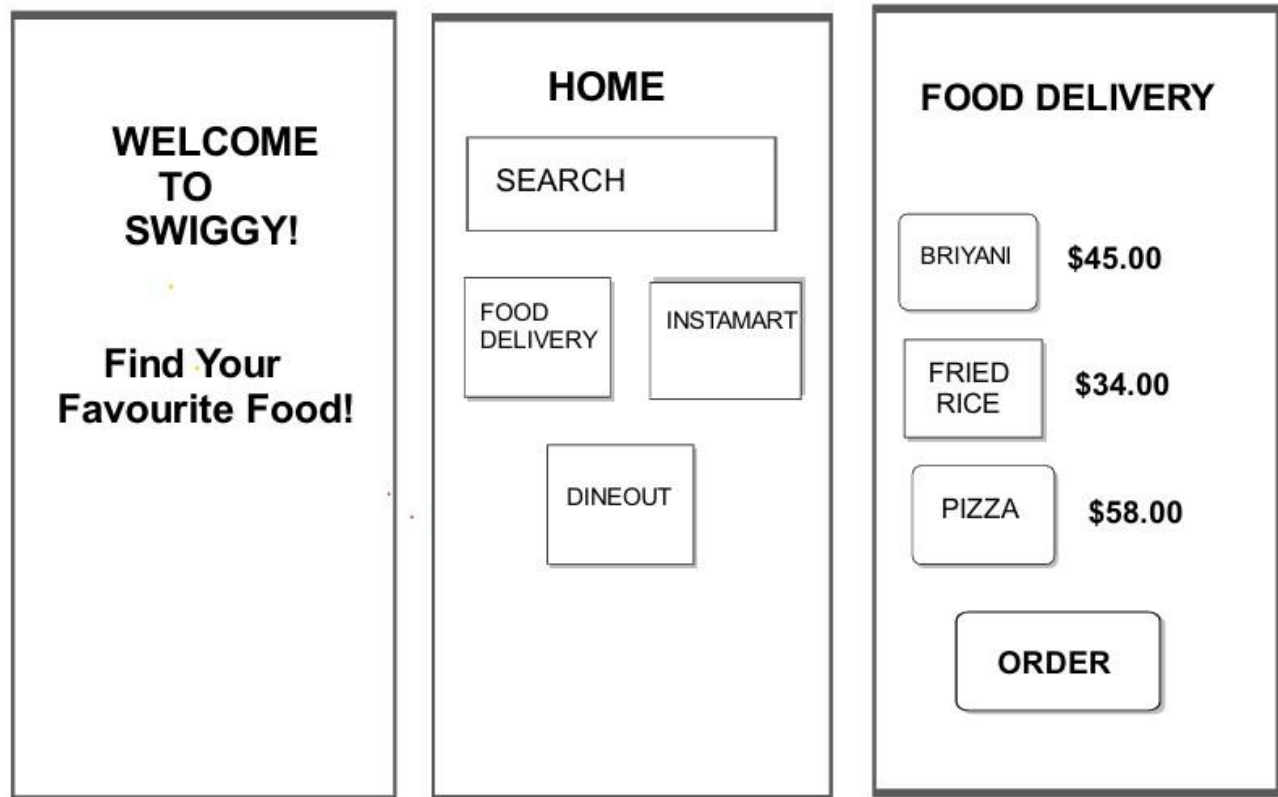 WELCOME
TO
SWIGGY!
Find Your
Favourite Food!
HOME
SEARCH
FOOD
DELIVERY
INSTAMART
DINEOUT
FOOD DELIVERY
BRIYANI
$45.00
FRIED
RICE
$34.00
PIZZA
$58.00
ORDER